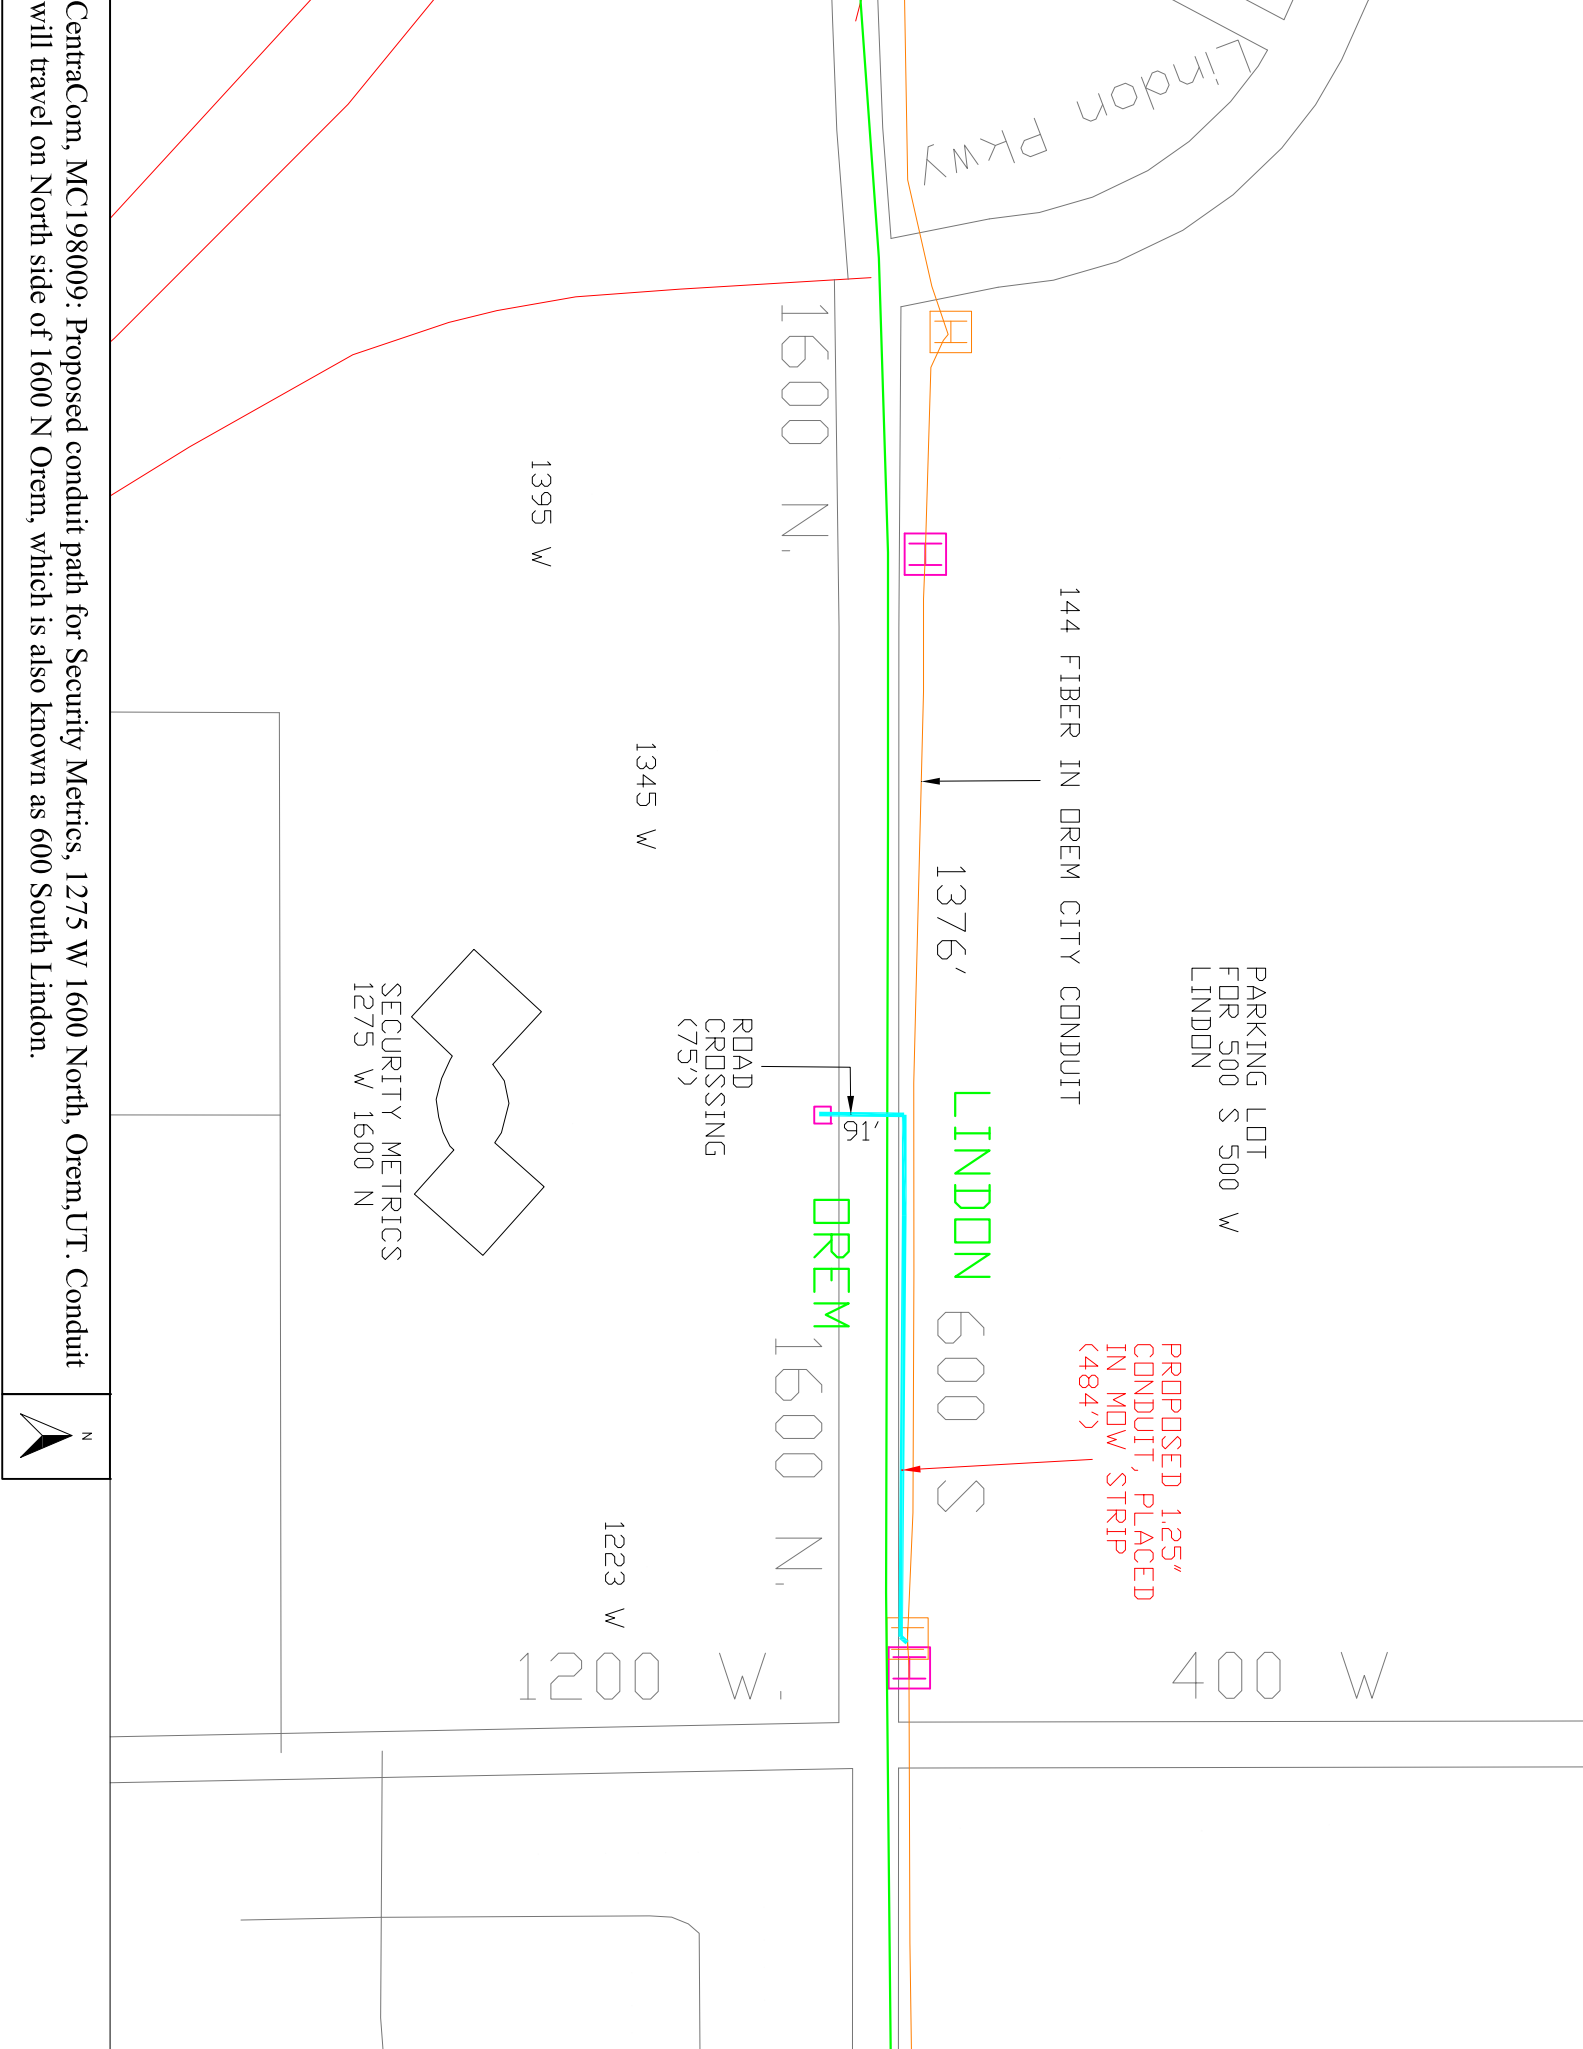 Lindon Pkwy
PARKING LOT
FOR 500 S 500 W
LINDON
144 FIBER IN OREM CITY CONDUIT
PROPOSED 1.25"
CONDUIT, PLACED
IN MOW STRIP
(484')
400 W
H
H
1376'
LINDON
600 S
H
H
1600 N.
91'
OREM
1600 N.
ROAD
CROSSING
(75')
1395 W
1345 W
1223 W
1200 W.
SECURITY METRICS
1275 W 1600 N
CentraCom, MC198009: Proposed conduit path for Security Metrics, 1275 W 1600 North, Orem,UT. Conduit
will travel on North side of 1600 N Orem, which is also known as 600 South Lindon.
N